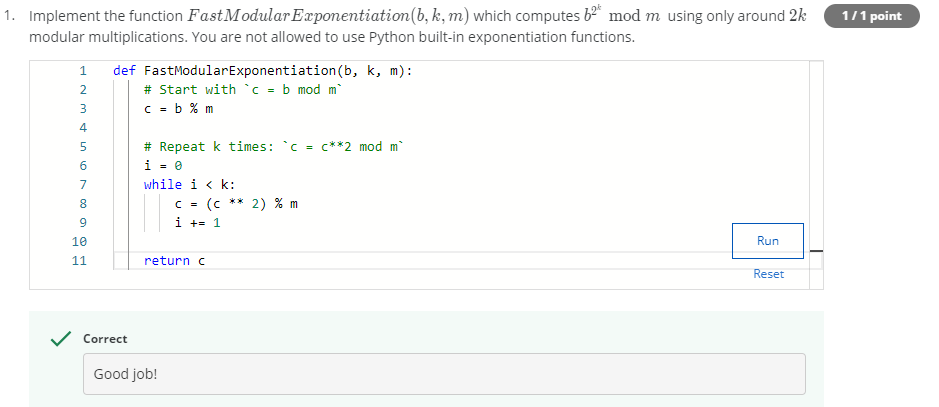 1. Implement the function FastModularExponentiation(b, k, m) which computes b^{2^k} mod m using only around 2k
modular multiplications. You are not allowed to use Python built-in exponentiation functions.
1 / 1 point
1 def FastModularExponentiation(b, k, m):
2 # Start with `c = b mod m`
3 c = b % m
4
5 # Repeat k times: `c = c**2 mod m`
6 i = 0
7 while i < k:
8 c = (c ** 2) % m
9 i += 1
10
11 return c
Run
Reset
Correct
Good job!